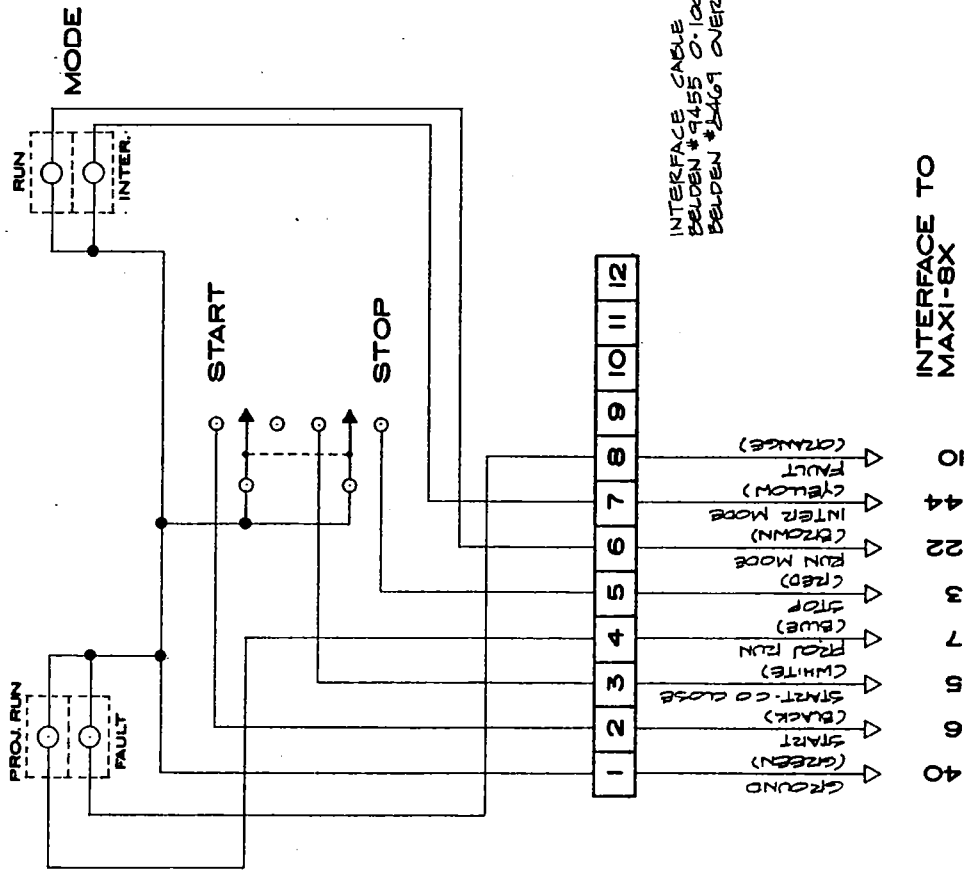 MODE
RUN
INTER.
PROJ. RUN
FAULT
START
STOP
INTERFACE CABLE
BELDEN #9455 0-100
1 2 3 4 5 6 7 8 9 10 11 12
GROUND
(GREEN)
START
(BLACK)
START-CO CLOSE
(WHITE)
PROJ RUN
(BLUE)
STOP
(RED)
RUN MODE
(BROWN)
INTER MODE
(YELLOW)
FAULT
(ORANGE)
40 6 5 7 3 22 44 10
INTERFACE TO
MAXI-8X